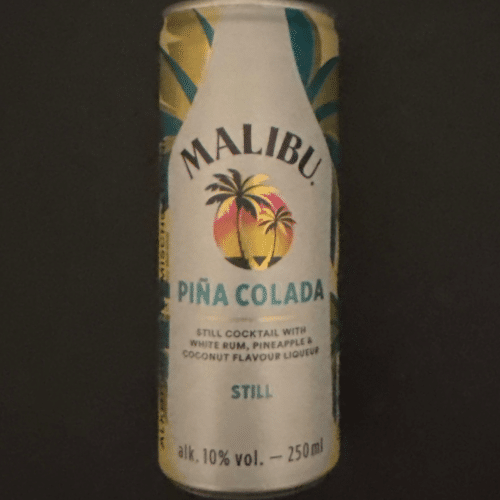 MALIBU.
PIÑA COLADA
STILL COCKTAIL WITH
WHITE RUM, PINEAPPLE &
COCONUT FLAVOUR LIQUEUR
STILL
alk. 10% vol. – 250ml